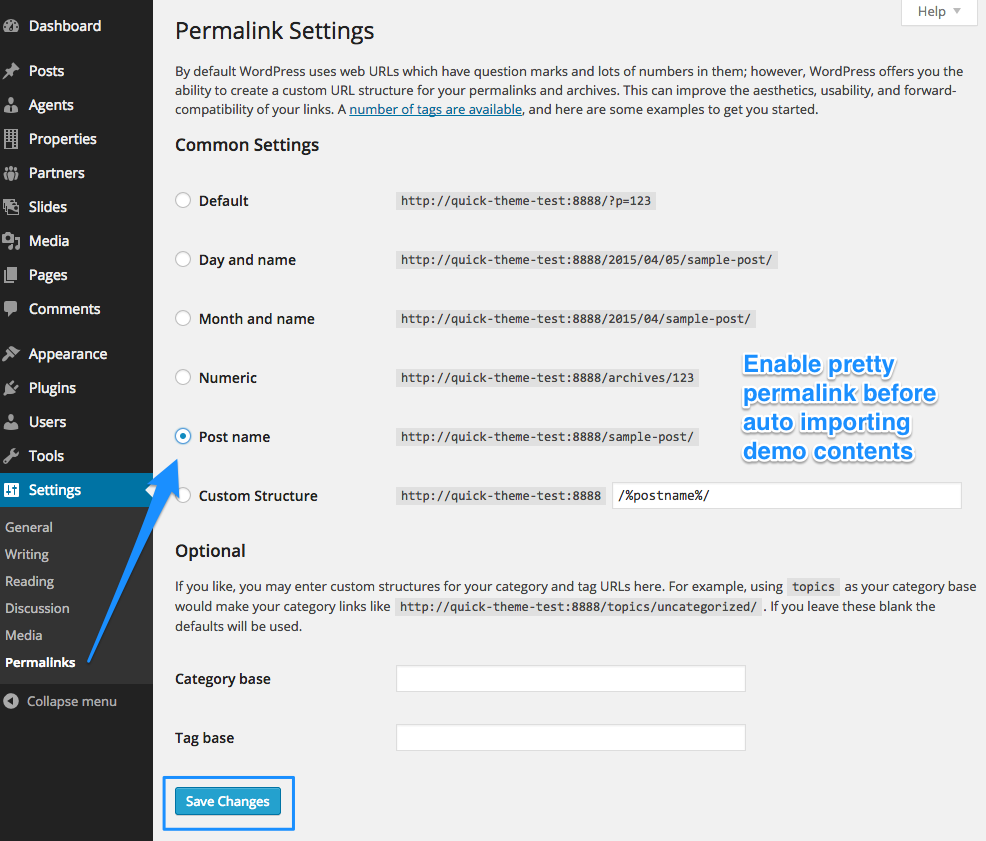 Dashboard
Posts
Agents
Properties
Partners
Slides
Media
Pages
Comments
Appearance
Plugins
Users
Tools
Settings
General
Writing
Reading
Discussion
Media
Permalinks
Collapse menu
Help
Permalink Settings
By default WordPress uses web URLs which have question marks and lots of numbers in them; however, WordPress offers you the
ability to create a custom URL structure for your permalinks and archives. This can improve the aesthetics, usability, and forward-
compatibility of your links. A number of tags are available, and here are some examples to get you started.
Common Settings
Default http://quick-theme-test:8888/?p=123
Day and name http://quick-theme-test:8888/2015/04/05/sample-post/
Month and name http://quick-theme-test:8888/2015/04/sample-post/
Numeric http://quick-theme-test:8888/archives/123
Post name http://quick-theme-test:8888/sample-post/
Enable pretty
permalink before
auto importing
demo contents
Custom Structure http://quick-theme-test:8888 /%postname%/
Optional
If you like, you may enter custom structures for your category and tag URLs here. For example, using topics as your category base
would make your category links like http://quick-theme-test:8888/topics/uncategorized/ . If you leave these blank the
defaults will be used.
Category base
Tag base
Save Changes